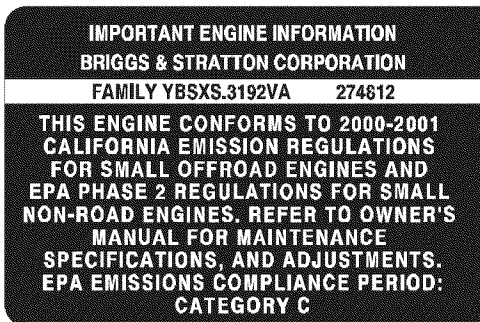 IMPORTANT ENGINE INFORMATION
BRIGGS & STRATTON CORPORATION
FAMILY YBSXS.3192VA 274812
THIS ENGINE CONFORMS TO 2000-2001
CALIFORNIA EMISSION REGULATIONS
FOR SMALL OFFROAD ENGINES AND
EPA PHASE 2 REGULATIONS FOR SMALL
NON-ROAD ENGINES. REFER TO OWNER'S
MANUAL FOR MAINTENANCE
SPECIFICATIONS, AND ADJUSTMENTS.
EPA EMISSIONS COMPLIANCE PERIOD:
CATEGORY C